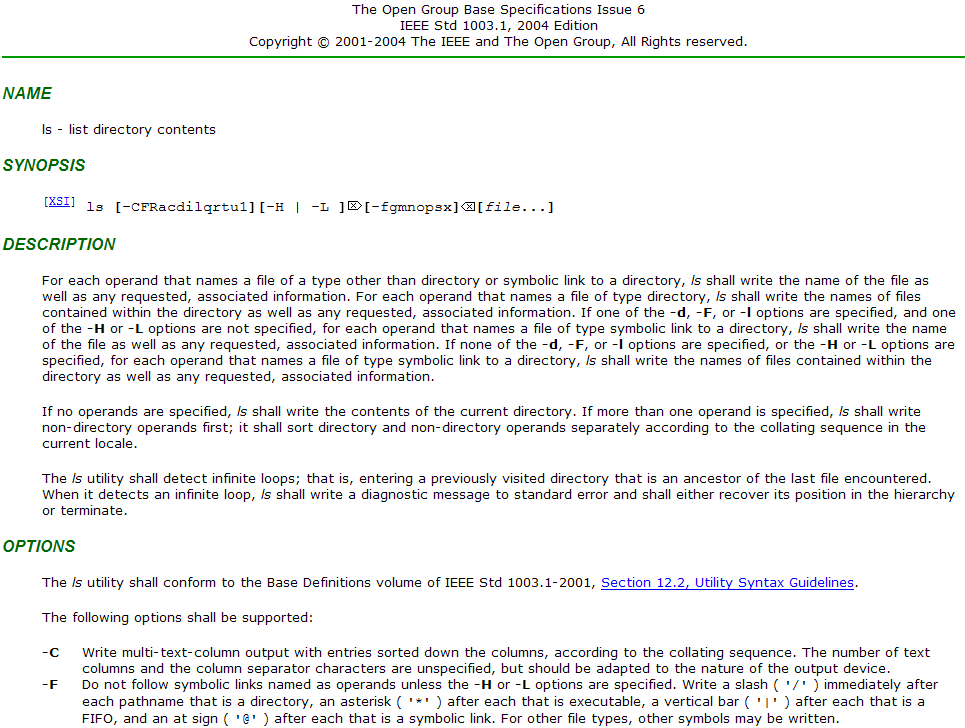 The Open Group Base Specifications Issue 6
IEEE Std 1003.1, 2004 Edition
Copyright © 2001-2004 The IEEE and The Open Group, All Rights reserved.
NAME
ls - list directory contents
SYNOPSIS
[XSI] ls [-CFRacdilqrtu1][-H | -L ]⌦[-fgmnopsx]⌫[file...]
DESCRIPTION
For each operand that names a file of a type other than directory or symbolic link to a directory, ls shall write the name of the file as
well as any requested, associated information. For each operand that names a file of type directory, ls shall write the names of files
contained within the directory as well as any requested, associated information. If one of the -d, -F, or -l options are specified, and one
of the -H or -L options are not specified, for each operand that names a file of type symbolic link to a directory, ls shall write the name
of the file as well as any requested, associated information. If none of the -d, -F, or -l options are specified, or the -H or -L options are
specified, for each operand that names a file of type symbolic link to a directory, ls shall write the names of files contained within the
directory as well as any requested, associated information.
If no operands are specified, ls shall write the contents of the current directory. If more than one operand is specified, ls shall write
non-directory operands first; it shall sort directory and non-directory operands separately according to the collating sequence in the
current locale.
The ls utility shall detect infinite loops; that is, entering a previously visited directory that is an ancestor of the last file encountered.
When it detects an infinite loop, ls shall write a diagnostic message to standard error and shall either recover its position in the hierarchy
or terminate.
OPTIONS
The ls utility shall conform to the Base Definitions volume of IEEE Std 1003.1-2001, Section 12.2, Utility Syntax Guidelines.
The following options shall be supported:
-C Write multi-text-column output with entries sorted down the columns, according to the collating sequence. The number of text
columns and the column separator characters are unspecified, but should be adapted to the nature of the output device.
-F Do not follow symbolic links named as operands unless the -H or -L options are specified. Write a slash ( '/' ) immediately after
each pathname that is a directory, an asterisk ( '*' ) after each that is executable, a vertical bar ( '|' ) after each that is a
FIFO, and an at sign ( '@' ) after each that is a symbolic link. For other file types, other symbols may be written.